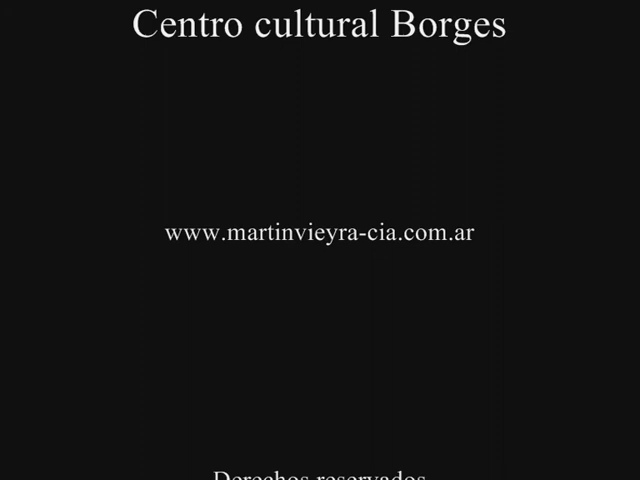 Centro cultural Borges
www.martinvieyra-cia.com.ar
Derechos reservados